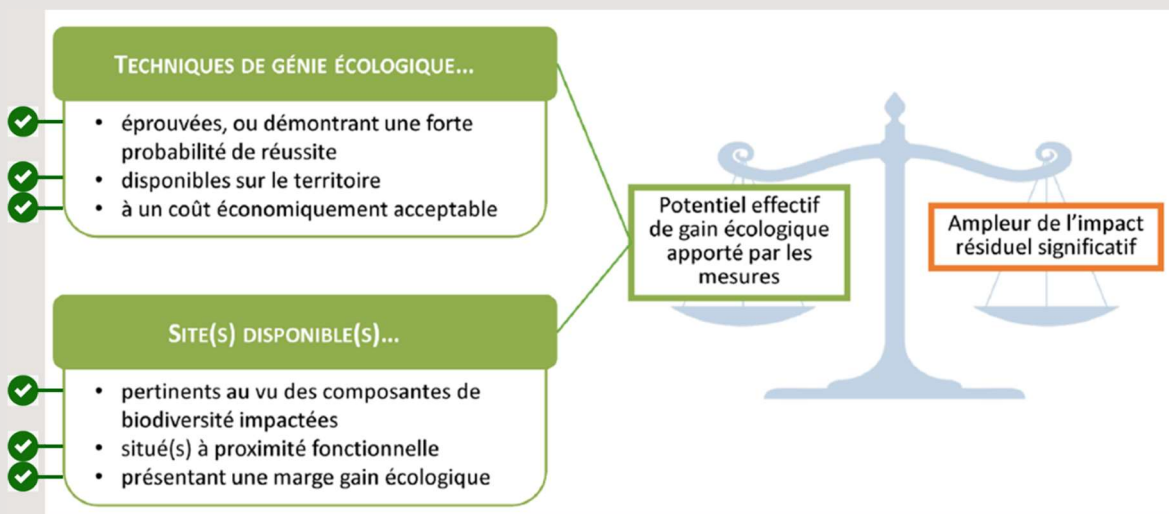 TECHNIQUES DE GÉNIE ÉCOLOGIQUE...
• éprouvées, ou démontrant une forte
probabilité de réussite
• disponibles sur le territoire
• à un coût économiquement acceptable
SITE(S) DISPONIBLE(S)...
• pertinents au vu des composantes de
biodiversité impactées
• situé(s) à proximité fonctionnelle
• présentant une marge gain écologique
Potentiel effectif
de gain écologique
apporté par les
mesures
Ampleur de l'impact
résiduel significatif